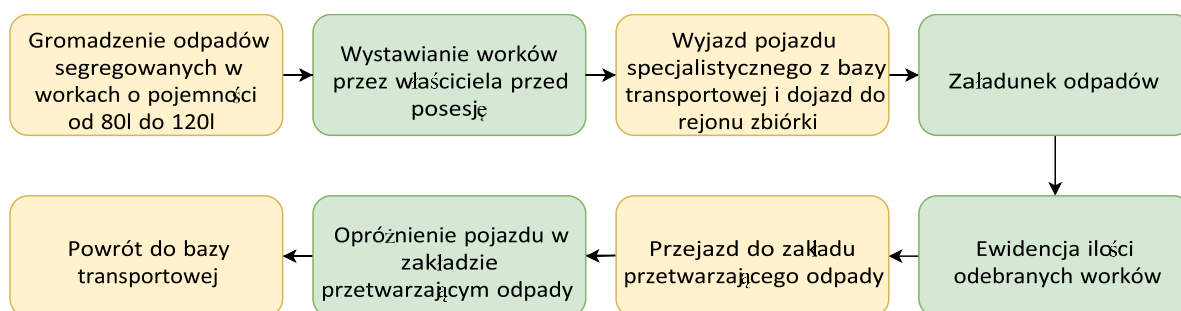 Gromadzenie odpadów
segregowanych w
workach o pojemności
od 80l do 120l
Wystawianie worków
przez właściciela przed
posesję
Wyjazd pojazdu
specjalistycznego z bazy
transportowej i dojazd do
rejonu zbiórki
Załadunek odpadów
Ewidencja ilości
odebranych worków
Przejazd do zakładu
przetwarzającego odpady
Opróżnienie pojazdu w
zakładzie
przetwarzającym odpady
Powrót do bazy
transportowej